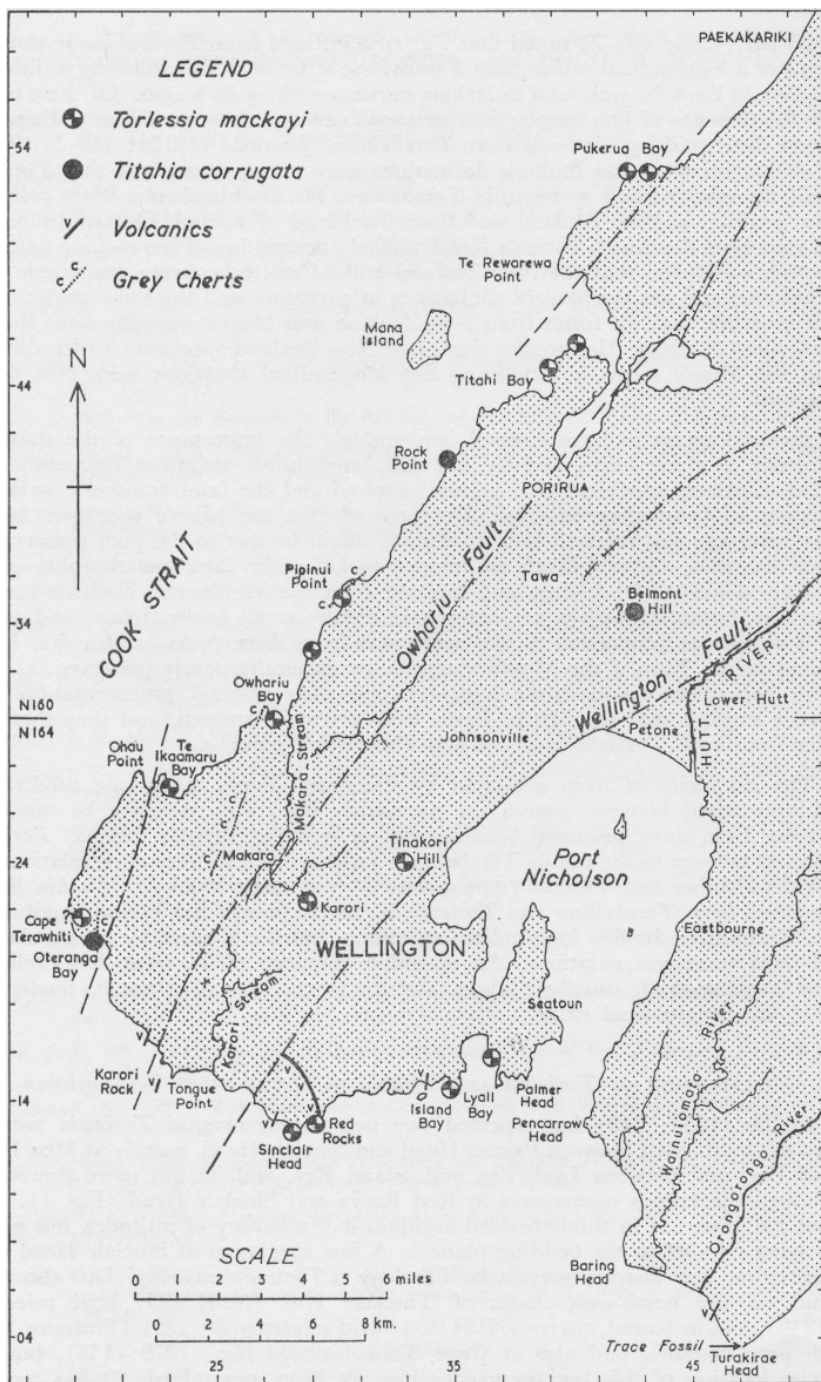 PAEKAKARIKI
LEGEND
Torlessia mackayi
Titahia corrugata
Volcanics
c
c Grey Cherts
54
Pukerua Bay
Te Rewarewa
Point
N
Mana
Island
44
Titahi Bay
Rock
Point
PORIRUA
COOK STRAIT
Pipinui
Point
c
c
Owhariu Fault
Tawa
Belmont
Hill
?
34
Wellington Fault
HUTT RIVER
Lower Hutt
Petone
N160
N164
Owhariu
Bay
c
Johnsonville
Makara Stream
Ohau Point
Te
Ikaamaru
Bay
c
c
24
Makara
Tinakori
Hill
Port
Nicholson
Karori
Cape ?
Terawhiti
c
Oteranga
Bay
WELLINGTON
Eastbourne
Karori
Stream
Seatoun
v
Karori
Rock
v
Tongue
Point
v
v
v
v
v
Island
Bay
Lyall
Bay
Palmer
Head
Pencarrow
Head
14
Red
Rocks
Sinclair
Head
Wainuiamata River
Orongorongo River
SCALE
0 1 2 3 4 5 6 miles
0 2 4 6 8 km.
Baring
Head
v
04
Trace Fossil
Turakirae Head
25
35
45